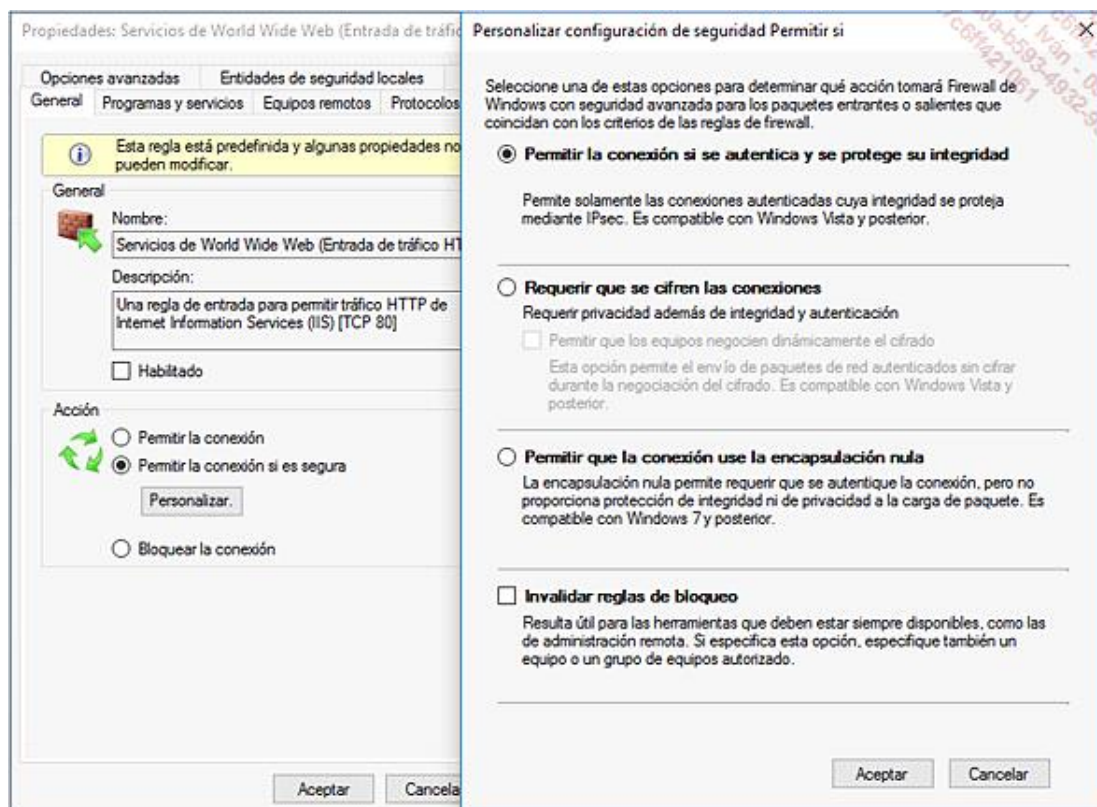 Propiedades: Servicios de World Wide Web (Entrada de tráfic
Opciones avanzadas Entidades de seguridad locales
General Programas y servicios Equipos remotos Protocolos
Esta regla está predefinida y algunas propiedades no
pueden modificar.
General
Nombre:
Servicios de World Wide Web (Entrada de tráfico HT
Descripción:
Una regla de entrada para permitir tráfico HTTP de
Internet Information Services (IIS) [TCP 80]
Habilitado
Acción
Permitir la conexión
Permitir la conexión si es segura
Personalizar.
Bloquear la conexión
Aceptar Cancela
Personalizar configuración de seguridad Permitir si
Seleccione una de estas opciones para determinar qué acción tomará Firewall de
Windows con seguridad avanzada para los paquetes entrantes o salientes que
coincidan con los criterios de las reglas de firewall.
Permitir la conexión si se autentica y se protege su integridad
Permite solamente las conexiones autenticadas cuya integridad se proteja
mediante IPsec. Es compatible con Windows Vista y posterior.
Requerir que se cifren las conexiones
Requerir privacidad además de integridad y autenticación
Permitir que los equipos negocien dinámicamente el cifrado
Esta opción permite el envío de paquetes de red autenticados sin cifrar
durante la negociación del cifrado. Es compatible con Windows Vista y
posterior.
Permitir que la conexión use la encapsulación nula
La encapsulación nula permite requerir que se autentique la conexión, pero no
proporciona protección de integridad ni de privacidad a la carga de paquete. Es
compatible con Windows 7 y posterior.
Invalidar reglas de bloqueo
Resulta útil para las herramientas que deben estar siempre disponibles, como las
de administración remota. Si especifica esta opción, especifique también un
equipo o un grupo de equipos autorizado.
Aceptar Cancelar